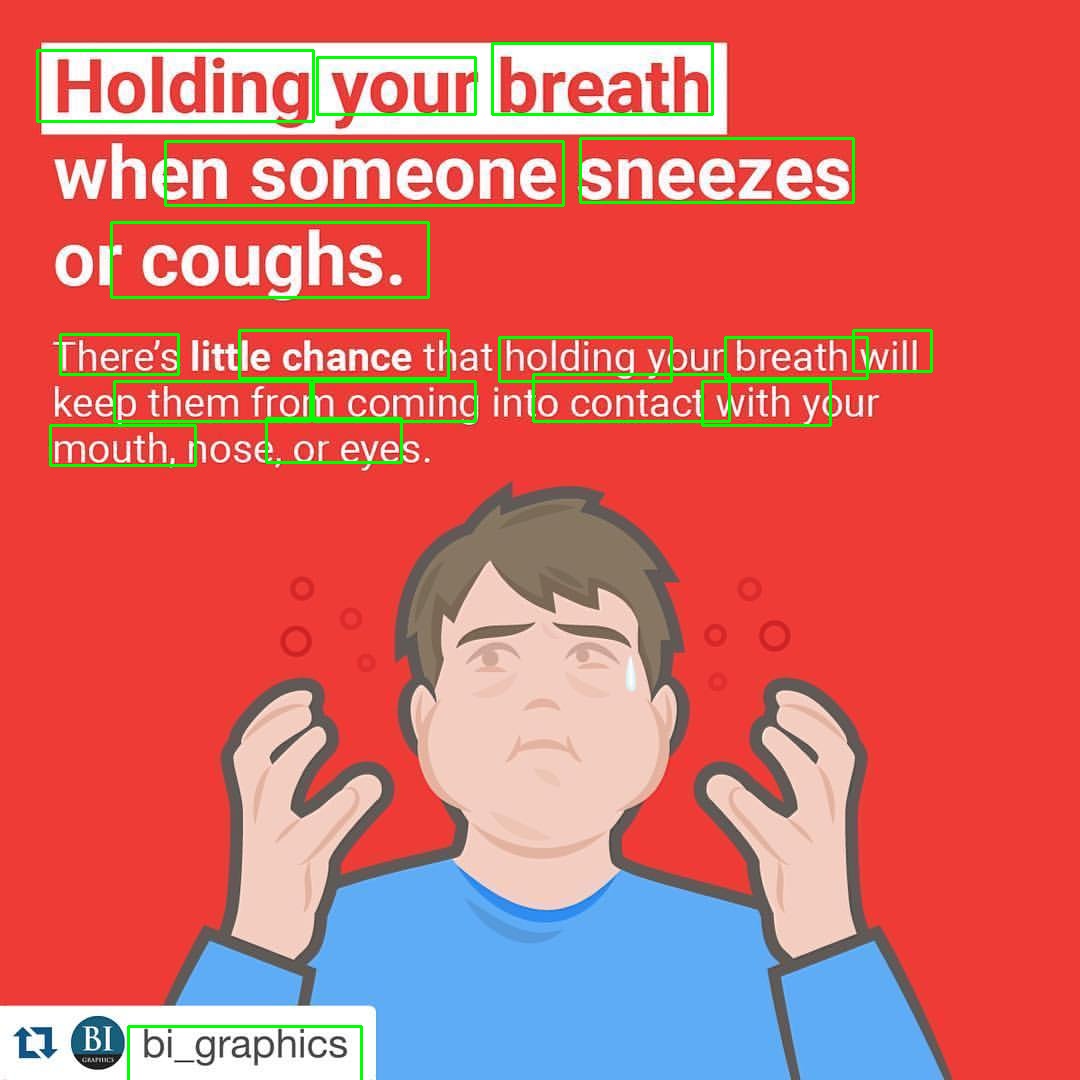 Holding your breath
when someone sneezes
or coughs.
There's little chance that holding your breath will
keep them from coming into contact with your
mouth, nose, or eyes.
BI
GRAPHICS
bi_graphics